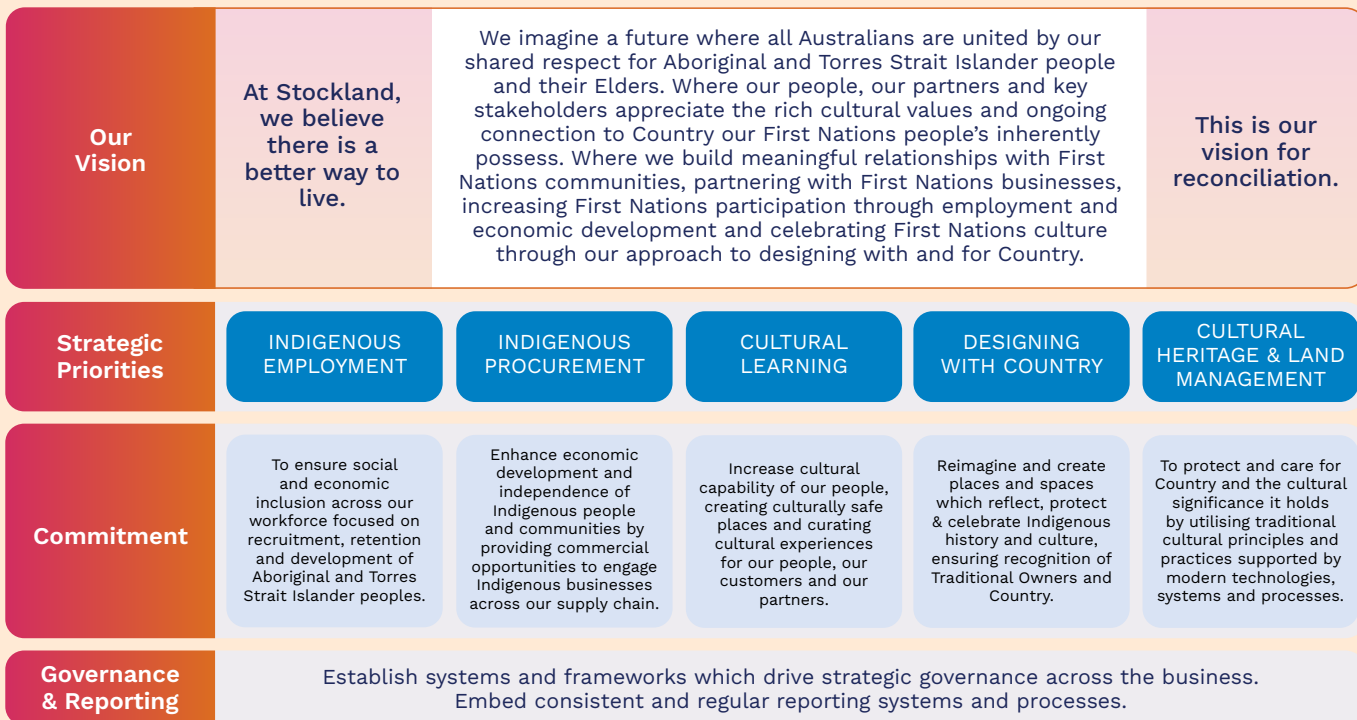 Our
Vision
At Stockland,
we believe
there is a
better way to
live.
We imagine a future where all Australians are united by our
shared respect for Aboriginal and Torres Strait Islander people
and their Elders. Where our people, our partners and key
stakeholders appreciate the rich cultural values and ongoing
connection to Country our First Nations people’s inherently
possess. Where we build meaningful relationships with First
Nations communities, partnering with First Nations businesses,
increasing First Nations participation through employment and
economic development and celebrating First Nations culture
through our approach to designing with and for Country.
This is our
vision for
reconciliation.
Strategic
Priorities
INDIGENOUS
EMPLOYMENT
INDIGENOUS
PROCUREMENT
CULTURAL
LEARNING
DESIGNING
WITH COUNTRY
CULTURAL
HERITAGE & LAND
MANAGEMENT
Commitment
To ensure social
and economic
inclusion across our
workforce focused on
recruitment, retention
and development of
Aboriginal and Torres
Strait Islander peoples.
Enhance economic
development and
independence of
Indigenous people
and communities by
providing commercial
opportunities to engage
Indigenous businesses
across our supply chain.
Increase cultural
capability of our people,
creating culturally safe
places and curating
cultural experiences
for our people, our
customers and our
partners.
Reimagine and create
places and spaces
which reflect, protect
& celebrate Indigenous
history and culture,
ensuring recognition of
Traditional Owners and
Country.
To protect and care for
Country and the cultural
significance it holds
by utilising traditional
cultural principles and
practices supported by
modern technologies,
systems and processes.
Governance
& Reporting
Establish systems and frameworks which drive strategic governance across the business.
Embed consistent and regular reporting systems and processes.